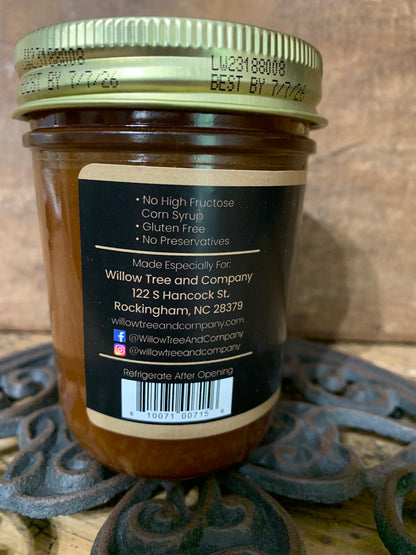 LW23188008
LW23188008
BEST BY 7/7/26
BEST BY 7/7/26
• No High Fructose
Corn Syrup
• Gluten Free
• No Preservatives
Made Especially For:
Willow Tree and Company
122 S Hancock St.
Rockingham, NC 28379
willowtreeandcompany.com
@WillowTreeAndCompany
@willowtreeandcompany
Refrigerate After Opening
6 10071 00715 8